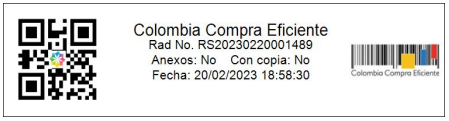 Colombia Compra Eficiente
Rad No. RS20230220001489
Anexos: No Con copia: No
Fecha: 20/02/2023 18:58:30
Colombia Compra Eficiente